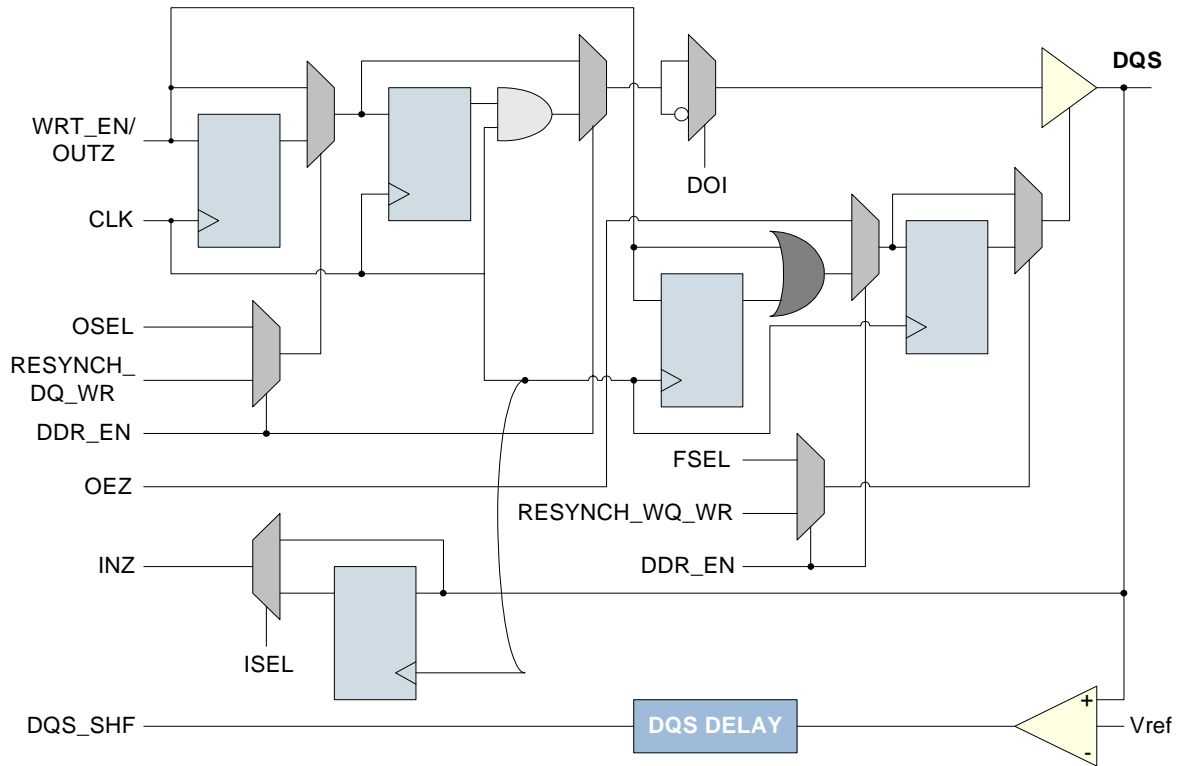 DQS
WRT_EN/
OUTZ
DOI
CLK
OSEL
RESYNCH_
DQ_WR
DDR_EN
FSEL
OEZ
RESYNCH_WQ_WR
INZ
DDR_EN
ISEL
+
DQS_SHF
DQS DELAY
Vref
-